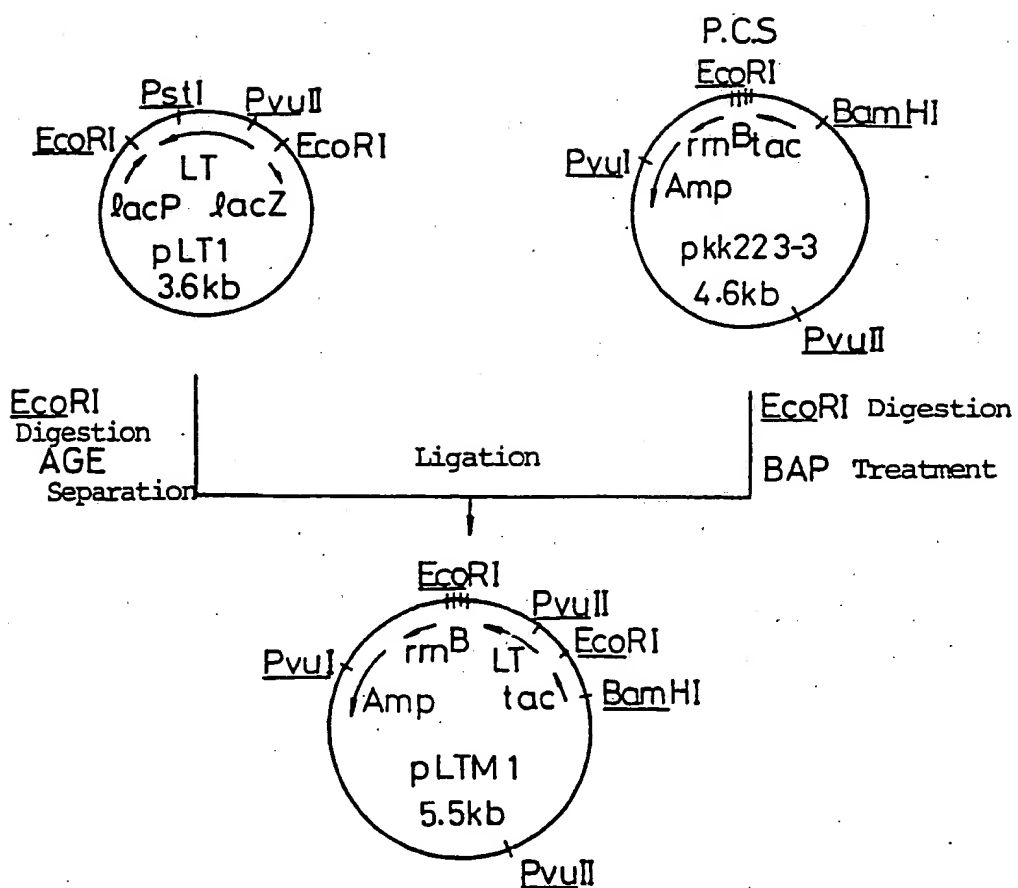 PstI
PvuII
EcoRI
EcoRI
LT
lacP
lacZ
pLT1
3.6kb
P.C.S
EcoRI
BamHI
PvuI
rrnB
tac
Amp
pkk223-3
4.6kb
PvuII
EcoRI
Digestion
AGE
Separation
Ligation
EcoRI Digestion
BAP Treatment
EcoRI
PvuII
EcoRI
PvuI
rrnB
LT
BamHI
Amp
tac
pLTM1
5.5kb
PvuII